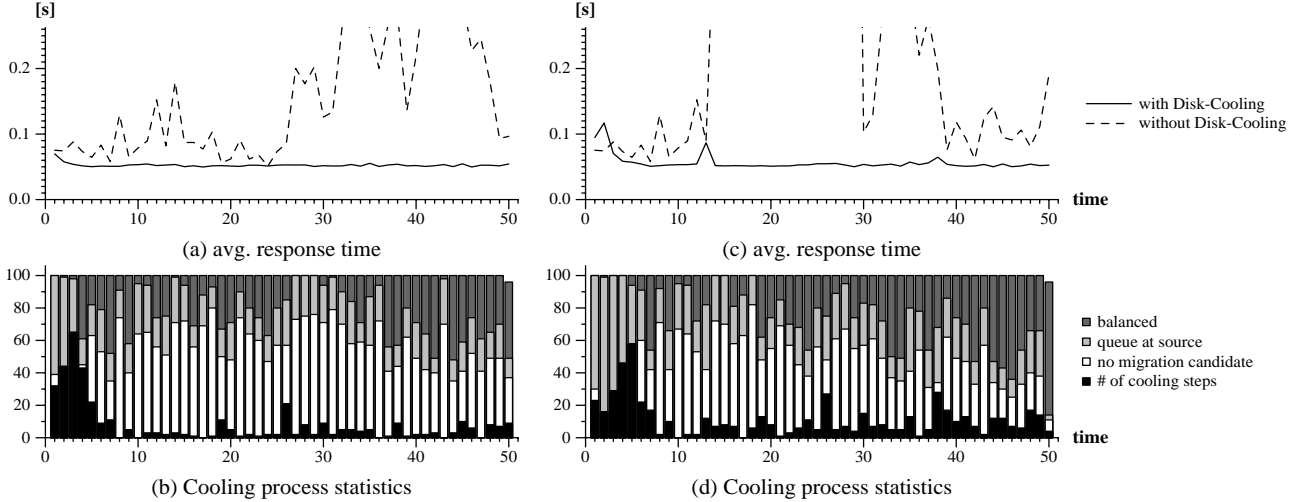 [s]
[s]
0.2
0.1
0.0
0 10 20 30 40 50
(a) avg. response time
0.2
0.1
0.0
0 10 20 30 40 50
time
(c) avg. response time
with Disk-Cooling
without Disk-Cooling
100
80
60
40
20
0
0 10 20 30 40 50
(b) Cooling process statistics
100
80
60
40
20
0
0 10 20 30 40 50
time
(d) Cooling process statistics
balanced
queue at source
no migration candidate
# of cooling steps